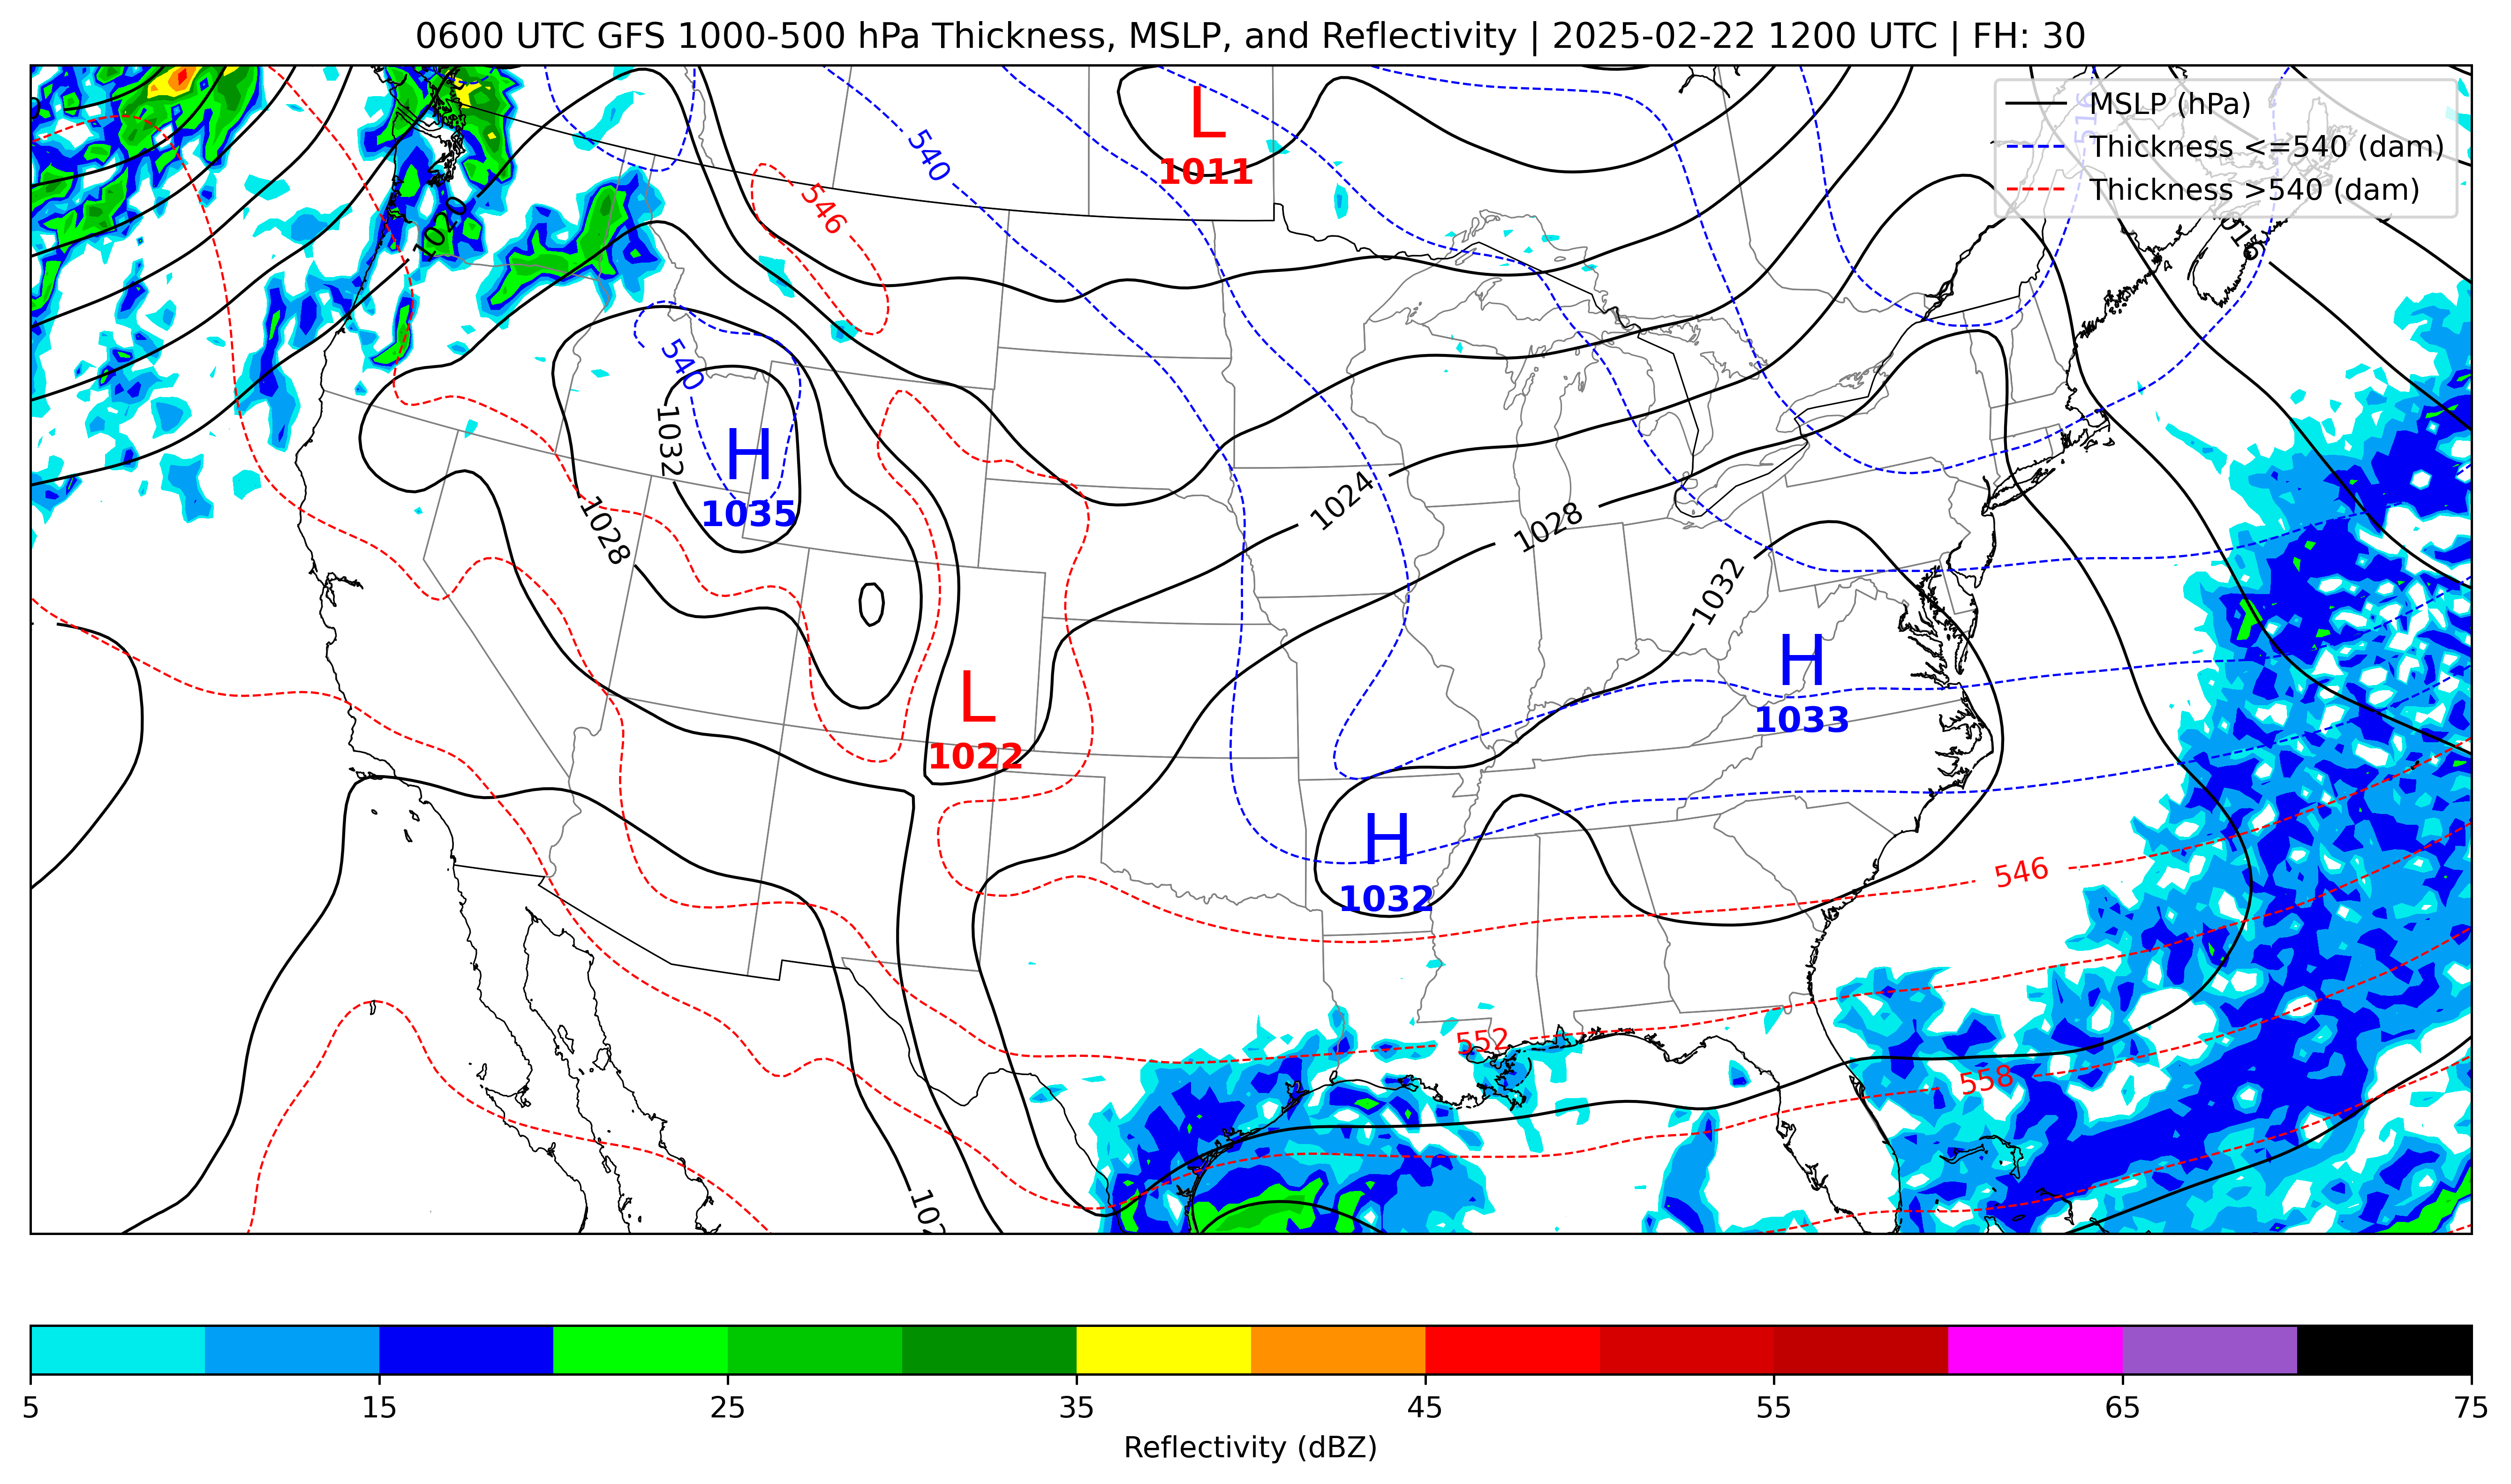 0600 UTC GFS 1000-500 hPa Thickness, MSLP, and Reflectivity | 2025-02-22 1200 UTC | FH: 30
MSLP (hPa)
Thickness <=540 (dam)
Thickness >540 (dam)
516
L
1011
540
546
1020
540
1032
H
1035
1028
1024
1028
1032
H
1033
L
1022
H
1032
546
552
558
5
15
25
35
45
55
65
75
Reflectivity (dBZ)